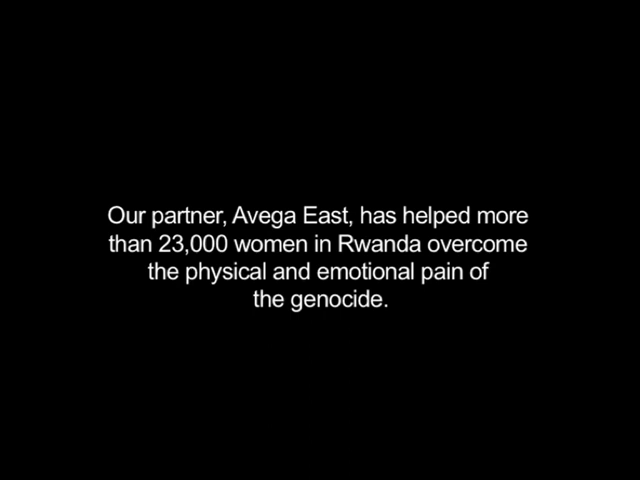 Our partner, Avega East, has helped more
than 23,000 women in Rwanda overcome
the physical and emotional pain of
the genocide.